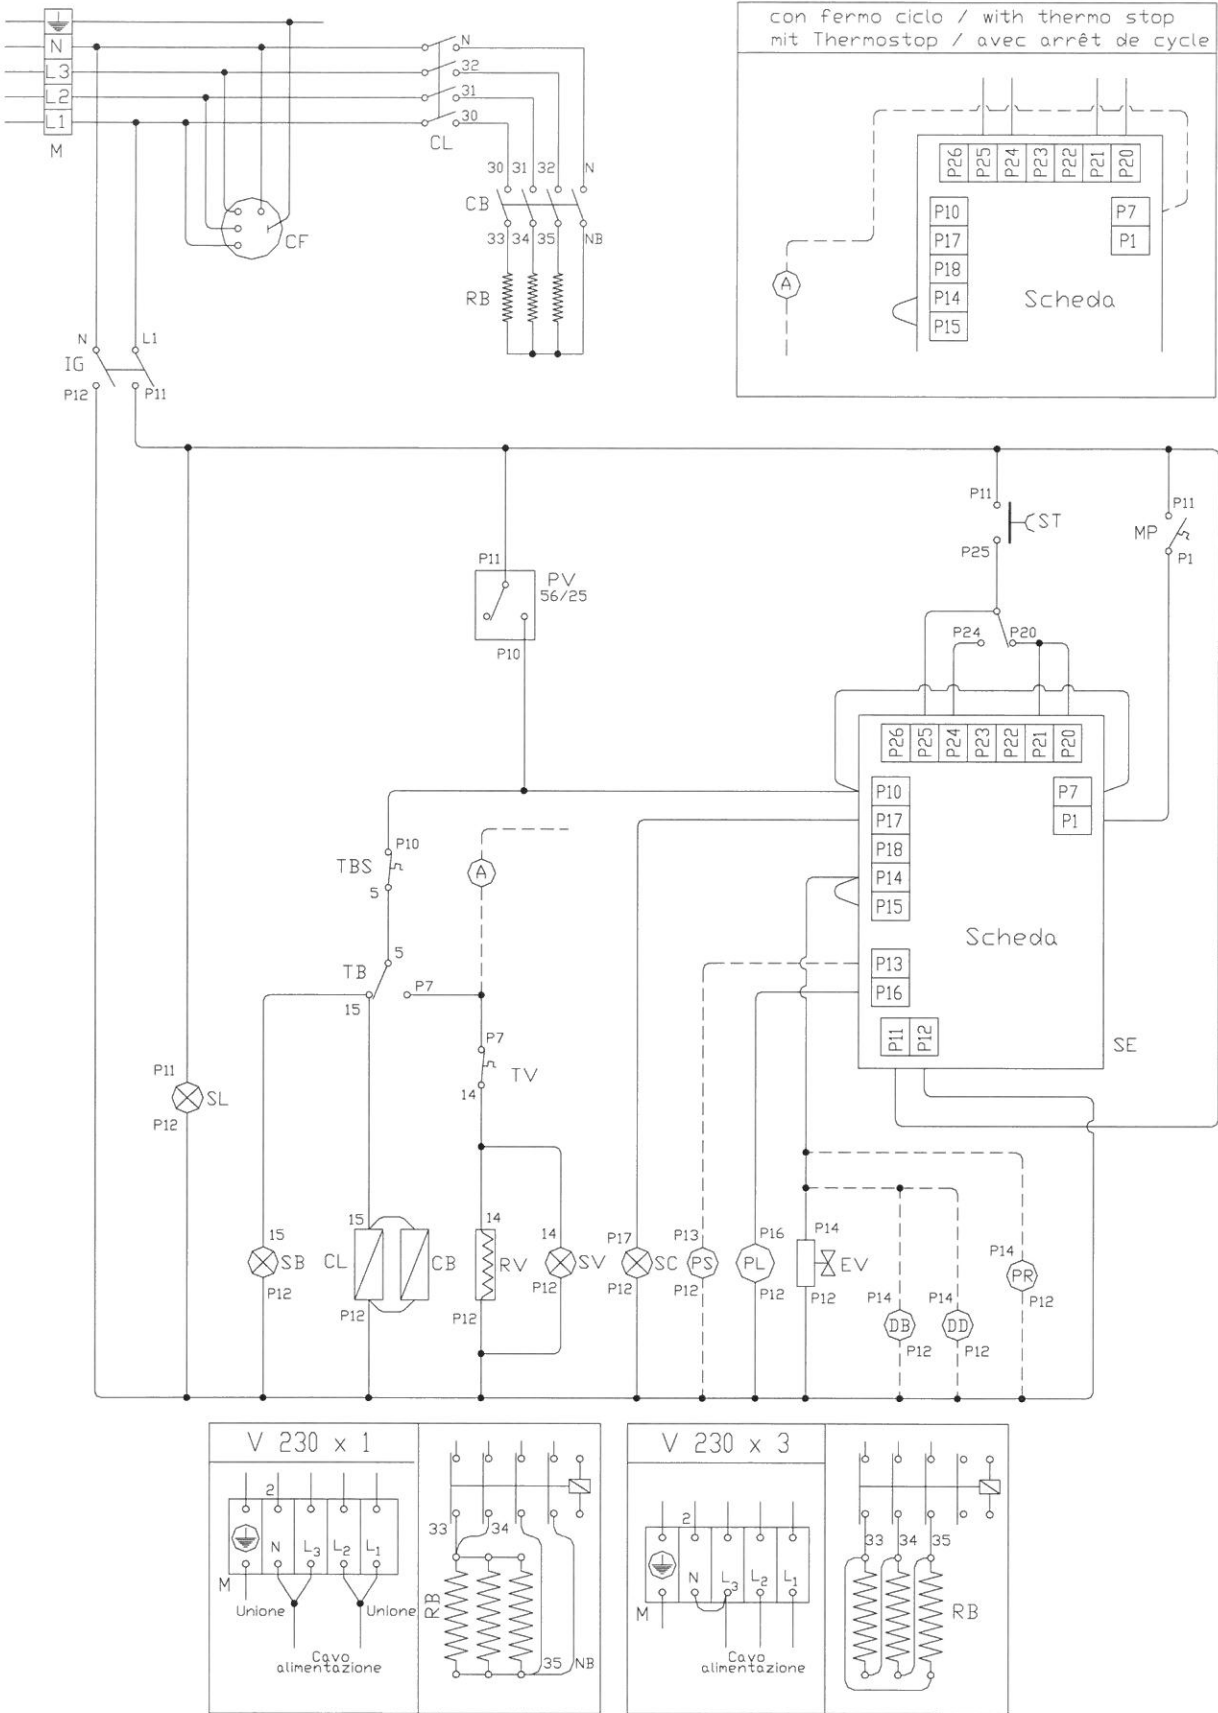 con fermo ciclo / with thermo stop
mit Thermostop / avec arrêt de cycle
N
L3
L2
L1
M
N
32
31
30
CL
30 31 32 N
CB
33 34 35 NB
RB
CF
P26 P25 P24 P23 P22 P21 P20
P10
P17
P18
P14
P15
P7
P1
Scheda
A
N L1
IG
P12 P11
P11
PV
56/25
P10
P11
ST
P25
P24 P20
P11
MP
P1
P26 P25 P24 P23 P22 P21 P20
P10
P17
P18
P14
P15
P13
P16
P7
P1
Scheda
P11 P12
SE
P10
TBS
5
A
5
TB
15
P7
P7
TV
14
P11
SL
P12
15
SB
P12
15
CL
CB
P12
14
RV
P12
14
SV
P12
P17
SC
P12
P13
PS
P12
P16
PL
P12
P14
EV
P12
P14
DB
P12
P14
DD
P12
P14
PR
P12
V 230 x 1
2
N L3 L2 L1
M
Unione Unione
Cavo
alimentazione
33 34
RB
35 NB
V 230 x 3
2
N L3 L2 L1
M
Cavo
alimentazione
33 34 35
RB